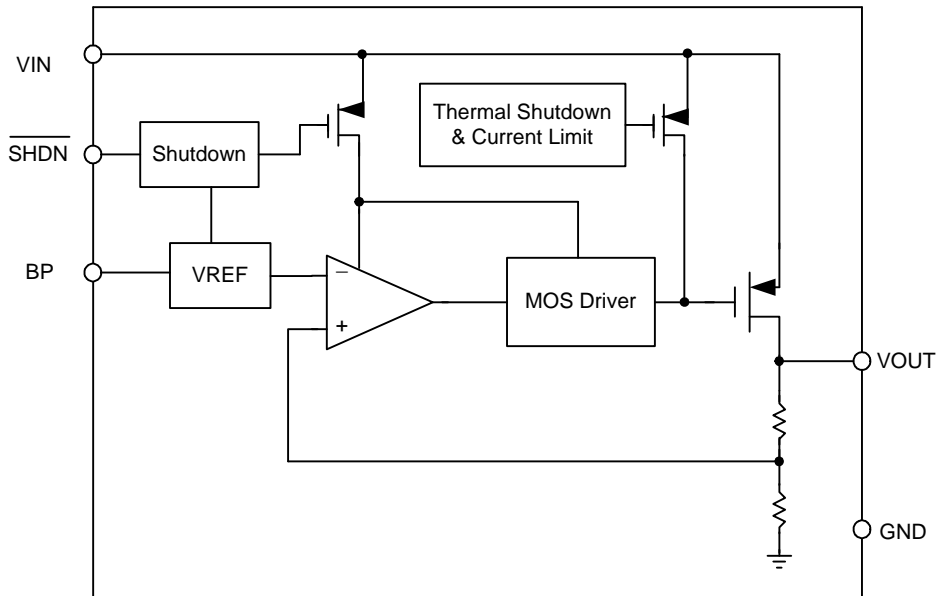 VIN
Thermal Shutdown
& Current Limit
SHDN
Shutdown
BP
VREF
−
+
MOS Driver
VOUT
GND